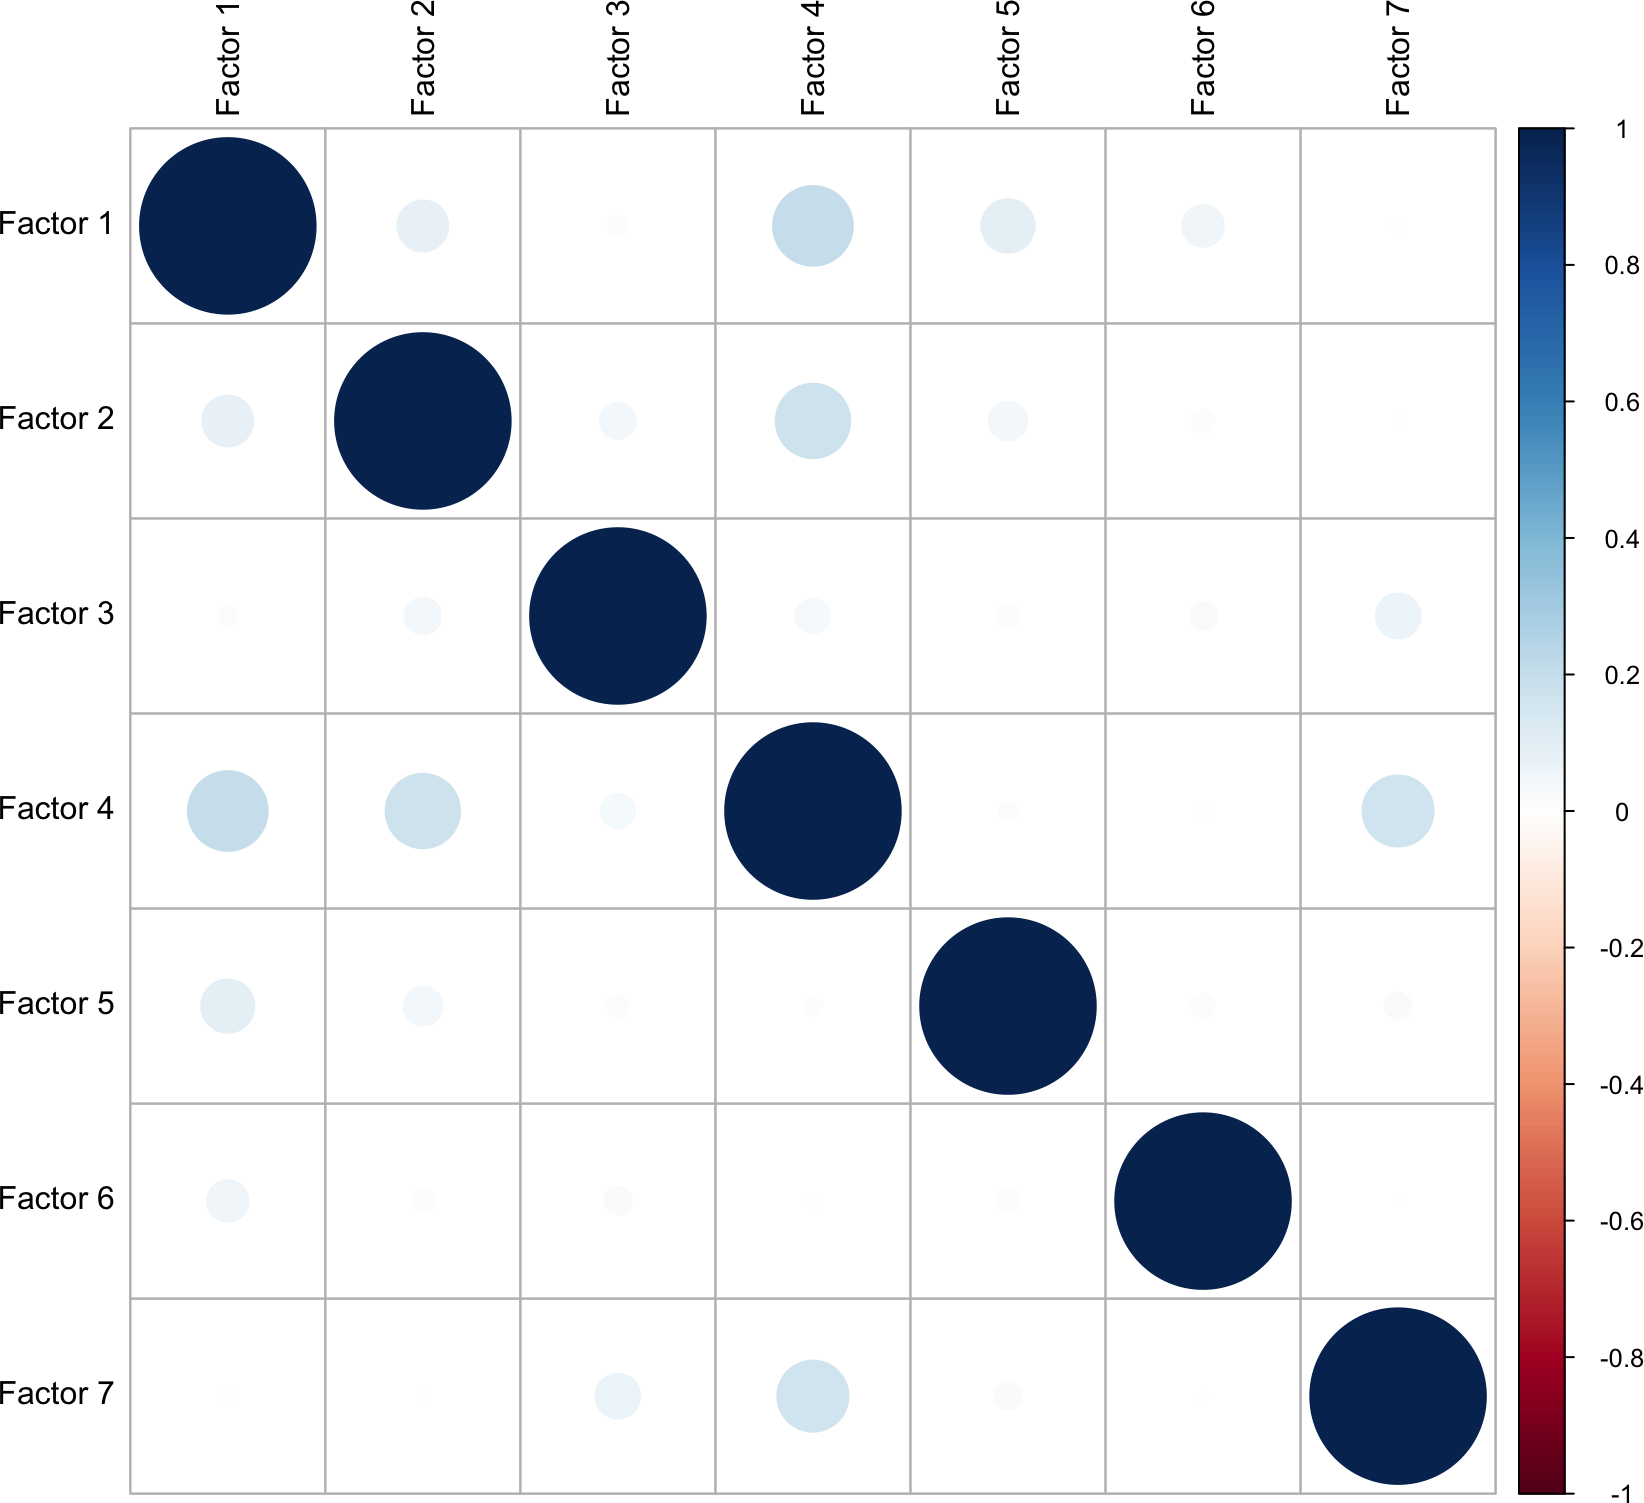 Factor 1
Factor 2
Factor 3
Factor 4
Factor 5
Factor 6
Factor 7
Factor 1
Factor 2
Factor 3
Factor 4
Factor 5
Factor 6
Factor 7
1
0.8
0.6
0.4
0.2
0
-0.2
-0.4
-0.6
-0.8
-1